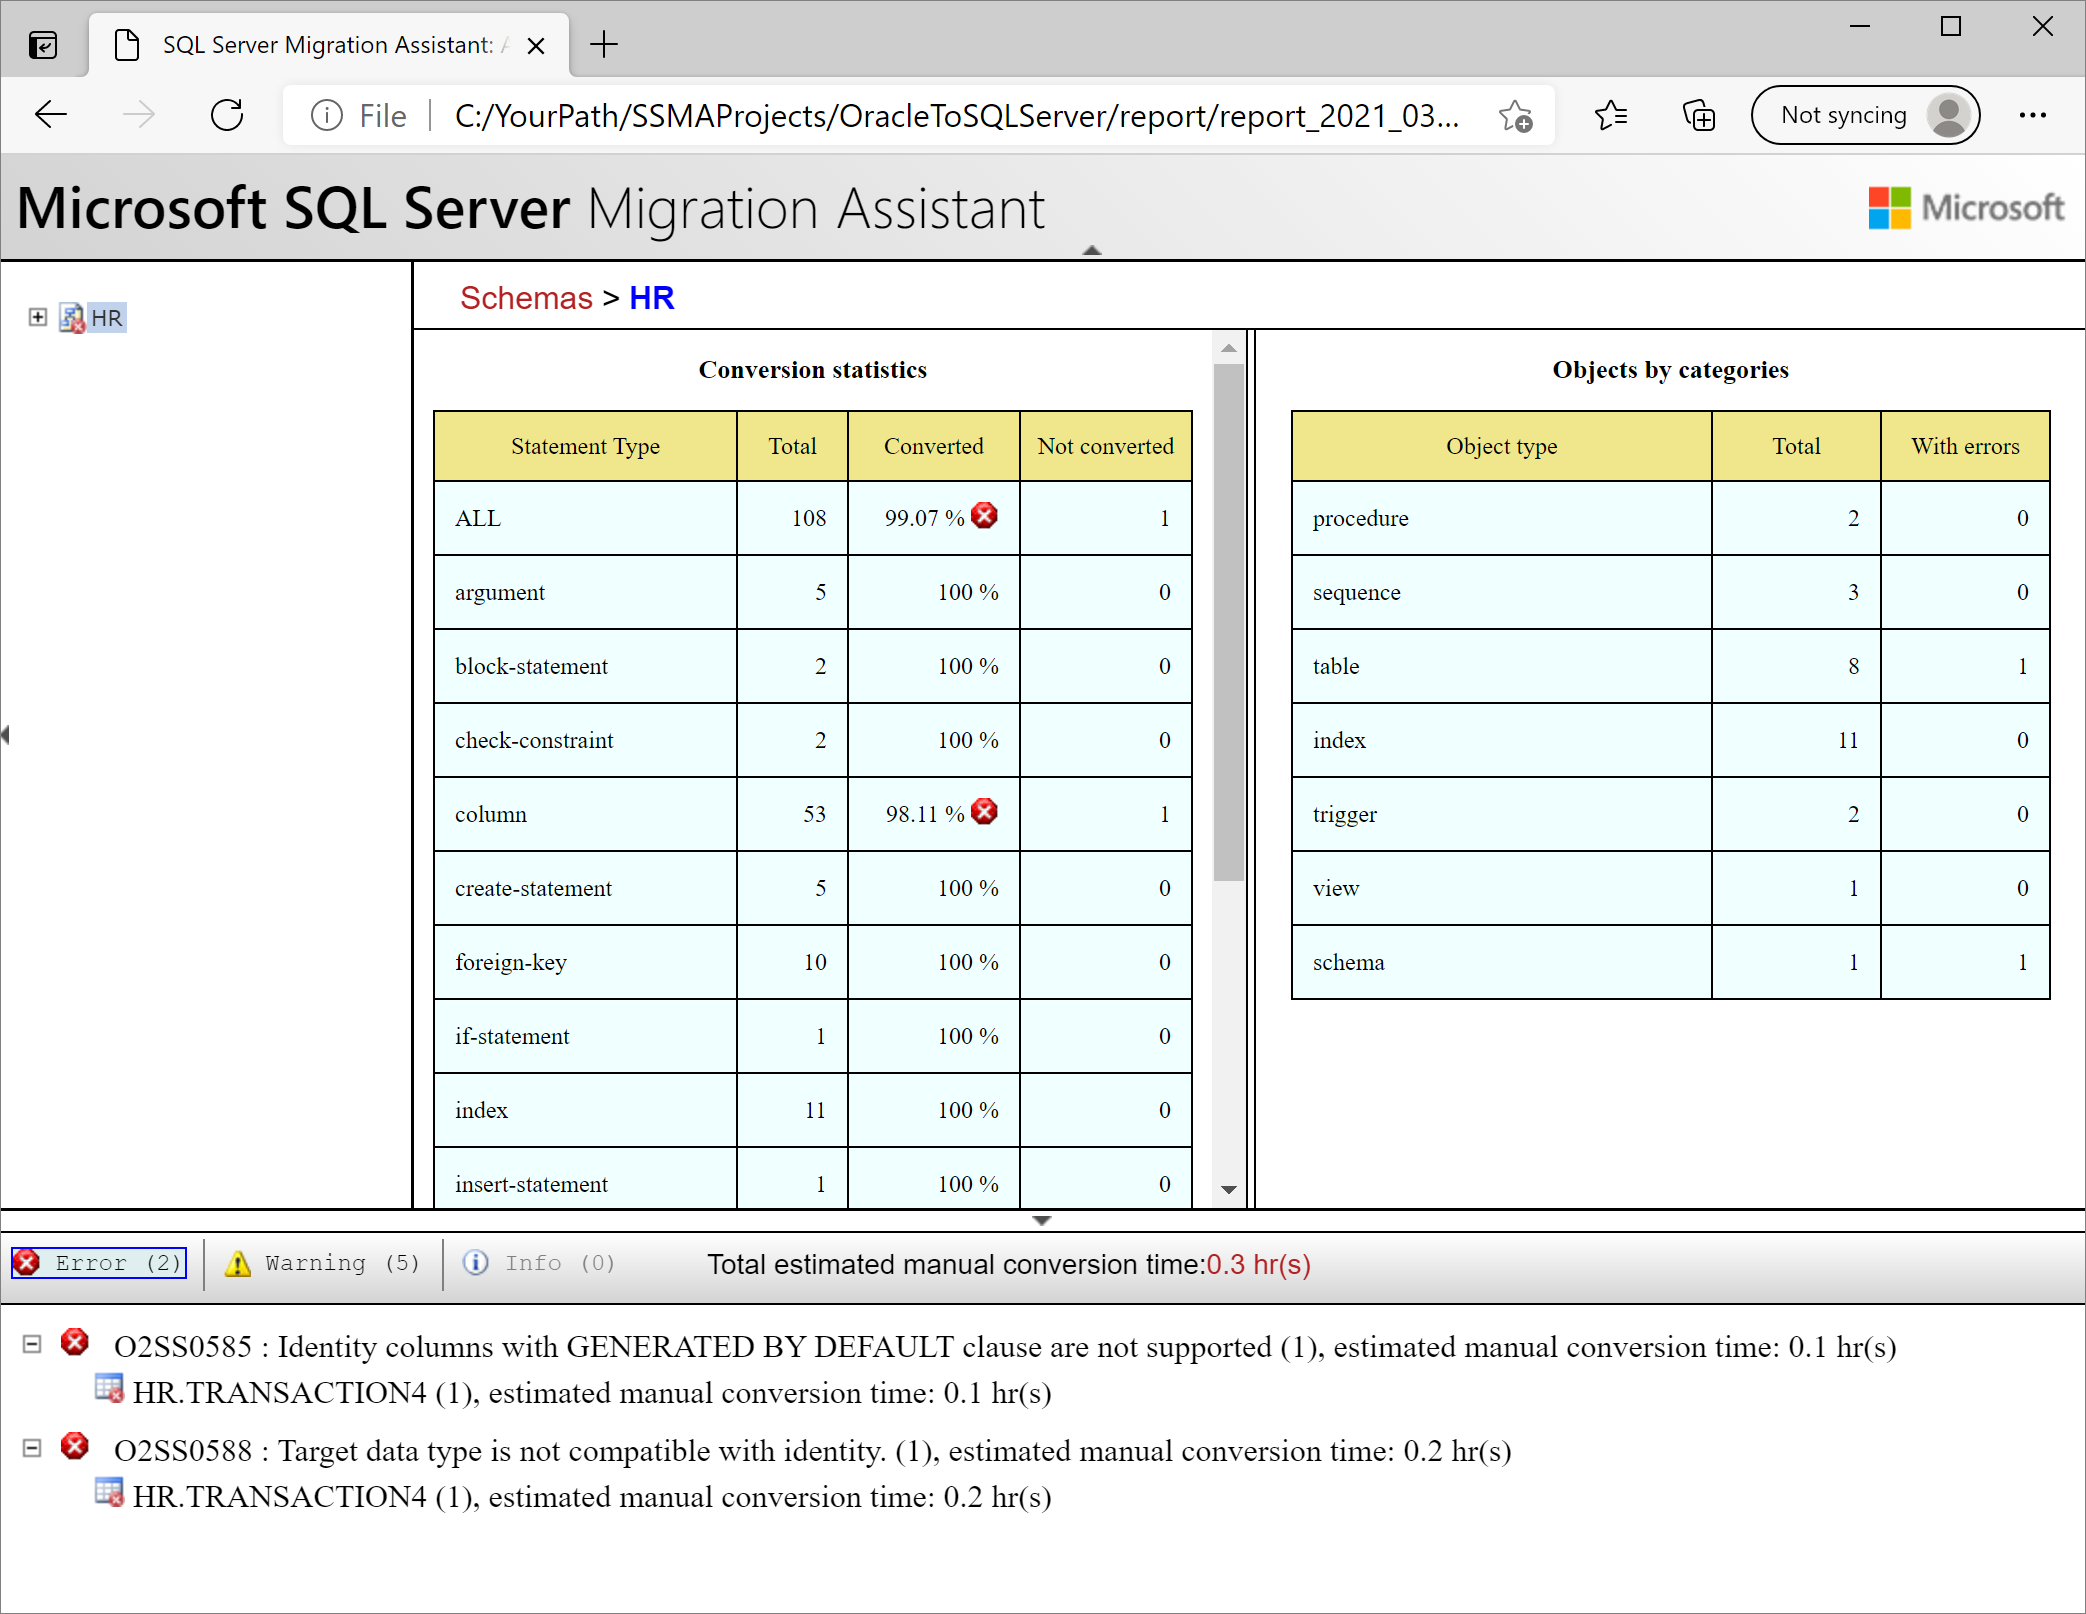 SQL Server Migration Assistant:
File
C:/YourPath/SSMAProjects/OracleToSQLServer/report/report_2021_03...
Not syncing
Microsoft SQL Server Migration Assistant
Microsoft
HR
Schemas > HR
Conversion statistics
Statement Type Total Converted Not converted
ALL 108 99.07 % 1
argument 5 100 % 0
block-statement 2 100 % 0
check-constraint 2 100 % 0
column 53 98.11 % 1
create-statement 5 100 % 0
foreign-key 10 100 % 0
if-statement 1 100 % 0
index 11 100 % 0
insert-statement 1 100 % 0
Objects by categories
Object type Total With errors
procedure 2 0
sequence 3 0
table 8 1
index 11 0
trigger 2 0
view 1 0
schema 1 1
Error (2) Warning (5) Info (0) Total estimated manual conversion time:0.3 hr(s)
O2SS0585 : Identity columns with GENERATED BY DEFAULT clause are not supported (1), estimated manual conversion time: 0.1 hr(s)
HR.TRANSACTION4 (1), estimated manual conversion time: 0.1 hr(s)
O2SS0588 : Target data type is not compatible with identity. (1), estimated manual conversion time: 0.2 hr(s)
HR.TRANSACTION4 (1), estimated manual conversion time: 0.2 hr(s)